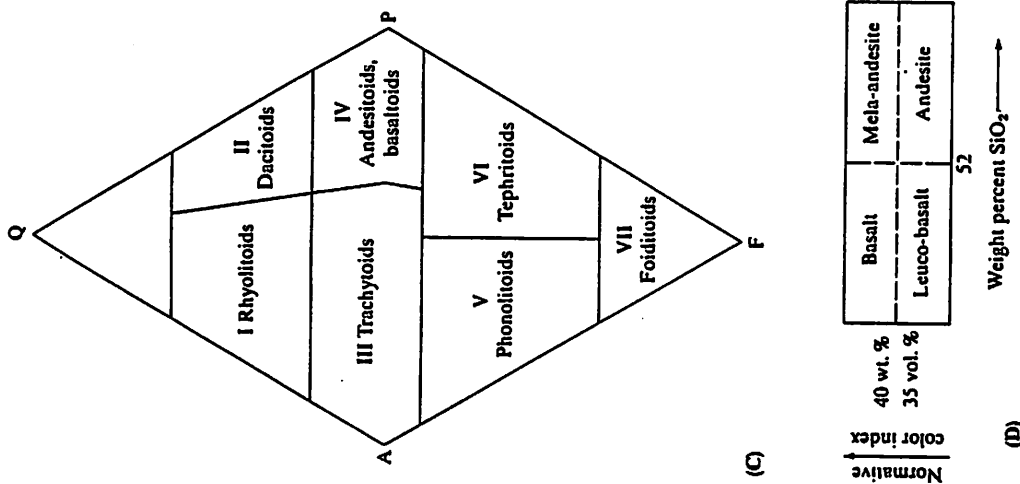 Q
II
Dacitoids
I Rhyolitoids
P
IV
Andesitoids,
basaltoids
III Trachytoids
A
VI
Tephritoids
V
Phonolitoids
VII
Foiditoids
F
(C)
Basalt
Mela-andesite
Leuco-basalt
Andesite
40 wt. %
35 vol. %
Normative
color index
52
Weight percent SiO₂
(D)